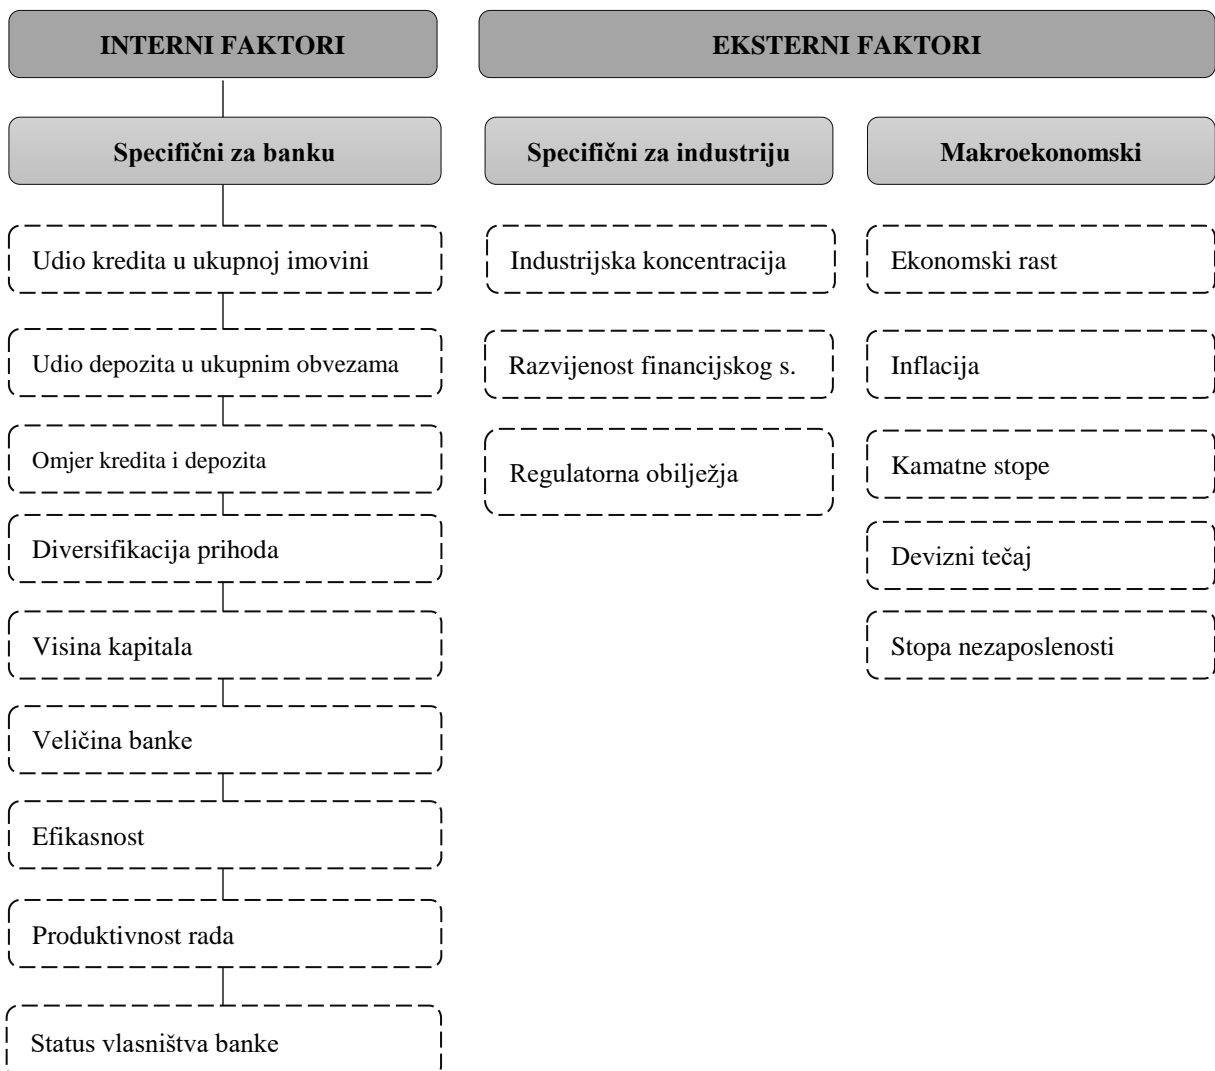 INTERNI FAKTORI
EKSTERNI FAKTORI
Specifični za banku
Specifični za industriju
Makroekonomski
Udio kredita u ukupnoj imovini
Udio depozita u ukupnim obvezama
Omjer kredita i depozita
Diversifikacija prihoda
Visina kapitala
Veličina banke
Efikasnost
Produktivnost rada
Status vlasništva banke
Industrijska koncentracija
Razvijenost financijskog s.
Regulatorna obilježja
Ekonomski rast
Inflacija
Kamatne stope
Devizni tečaj
Stopa nezaposlenosti